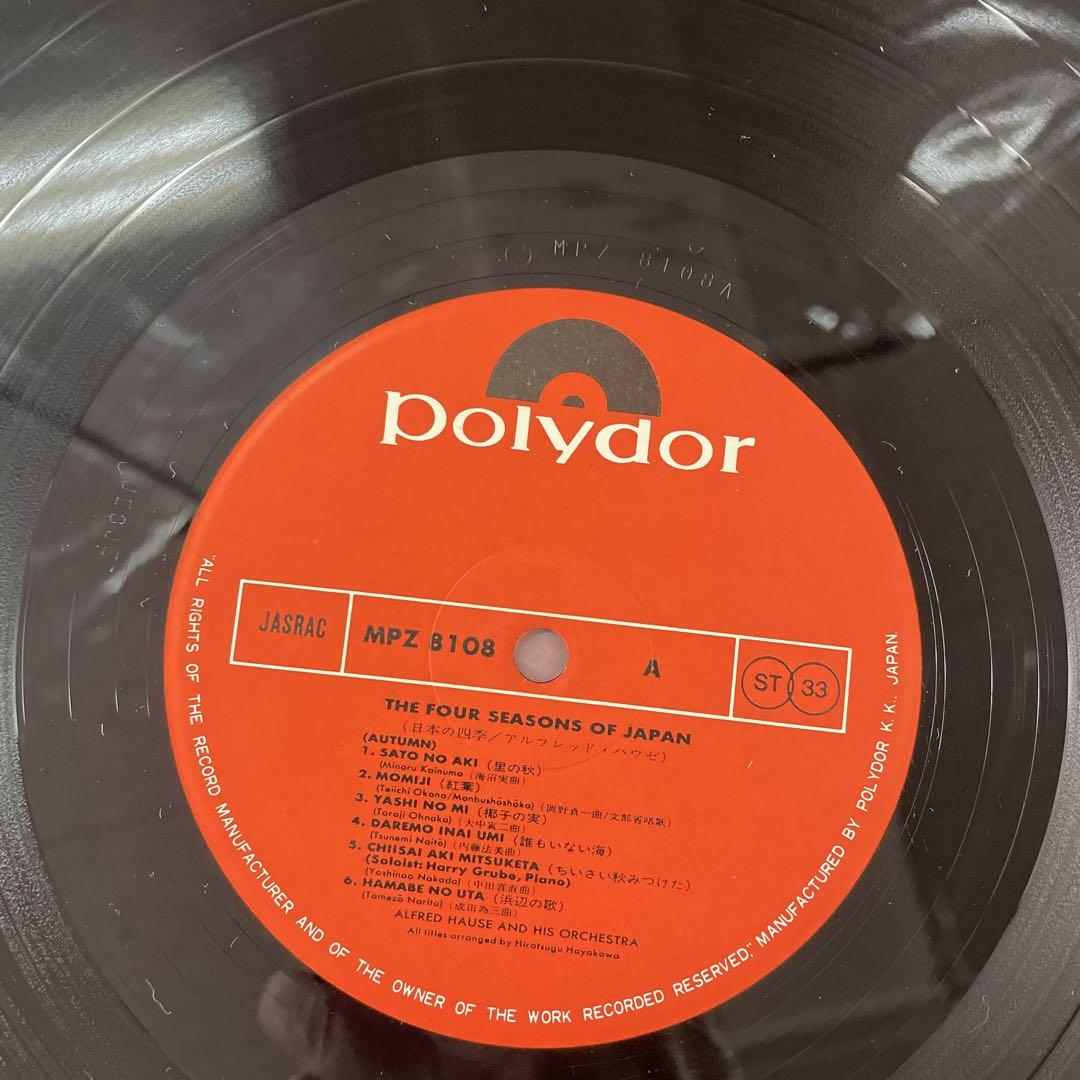 MPZ 8108A
polydor
JASRAC
MPZ 8108
A
ST 33
THE FOUR SEASONS OF JAPAN
(日本の四季/アルフレッド・ハウゼ)
(AUTUMN)
1. SATO NO AKI (里の秋)
(Minoru Kainuma) (海沼実曲)
2. MOMIJI (紅葉)
(Teiichi Okano/Monbushōshōka) (岡野貞一曲/文部省唱歌)
3. YASHI NO MI (椰子の実)
(Toraji Ohnaka) (大中寅二曲)
4. DAREMO INAI UMI (誰もいない海)
(Tsunemi Naitō) (内藤法美曲)
5. CHIISAI AKI MITSUKETA (ちいさい秋みつけた)
(Soloist: Harry Grube, Piano)
(Yoshinao Nakada) (中田喜直曲)
6. HAMABE NO UTA (浜辺の歌)
(Tamezō Narita) (成田為三曲)
ALFRED HAUSE AND HIS ORCHESTRA
All titles arranged by Hirotsugu Hayakawa
"ALL RIGHTS OF THE RECORD MANUFACTURER AND OF THE OWNER OF THE WORK RECORDED RESERVED," MANUFACTURED BY POLYDOR K.K., JAPAN